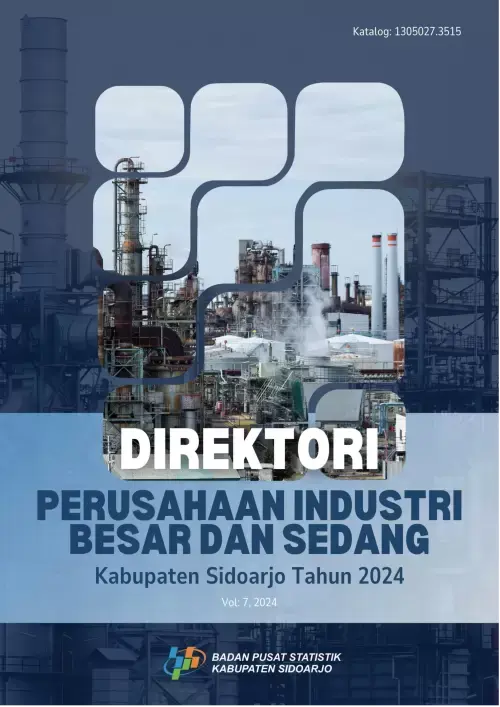 Katalog: 1305027.3515
DIREKTORI
PERUSAHAAN INDUSTRI
BESAR DAN SEDANG
Kabupaten Sidoarjo Tahun 2024
Vol: 7, 2024
BADAN PUSAT STATISTIK
KABUPATEN SIDOARJO